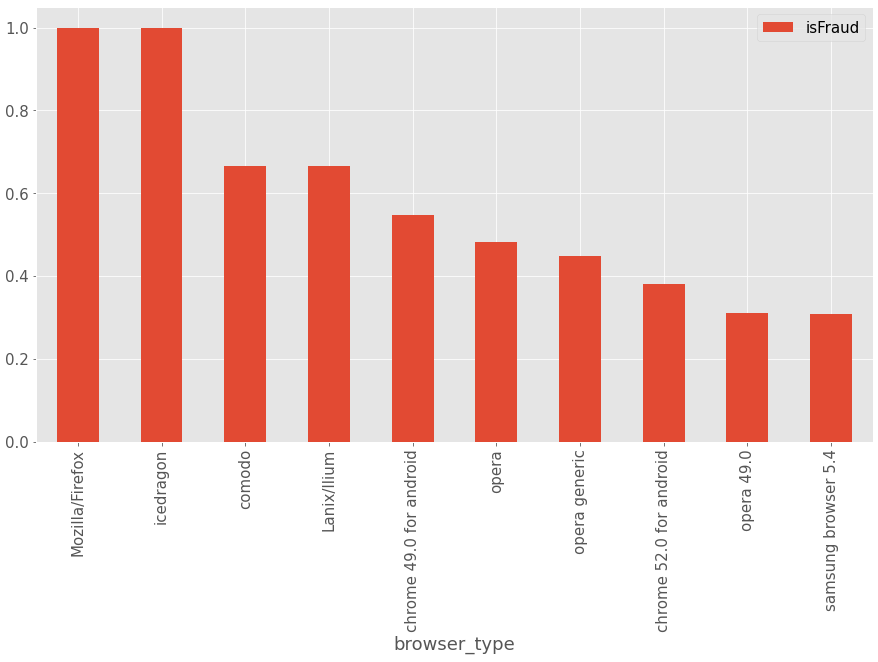 isFraud
1.0
0.8
0.6
0.4
0.2
0.0
Mozilla/Firefox
icedragon
comodo
Lanix/Ilium
chrome 49.0 for android
opera
opera generic
chrome 52.0 for android
opera 49.0
samsung browser 5.4
browser_type